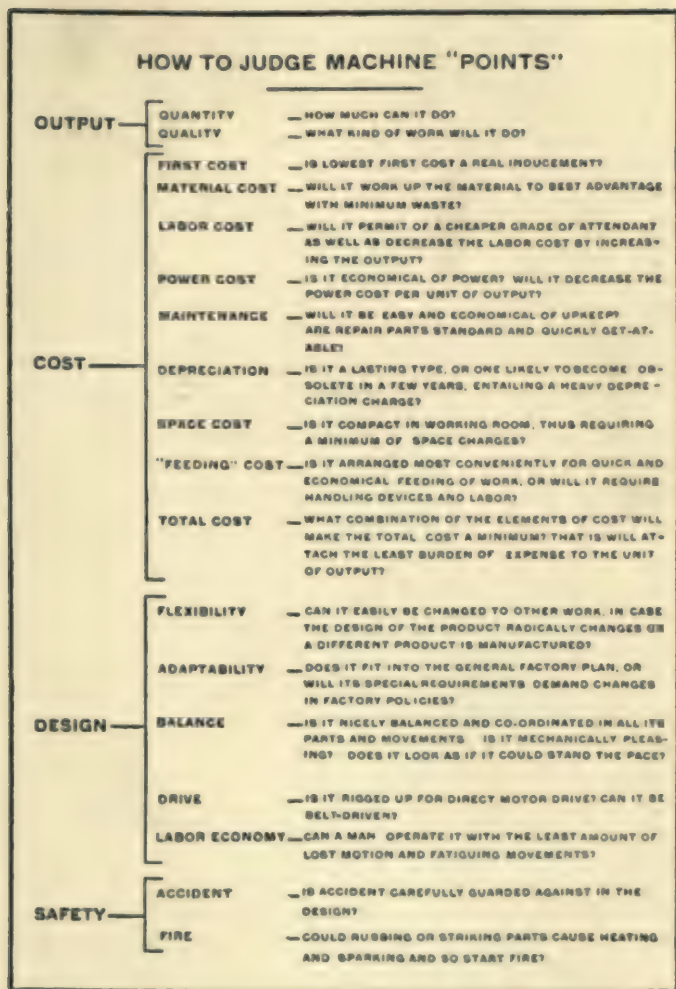 HOW TO JUDGE MACHINE "POINTS"
OUTPUT
QUANTITY — HOW MUCH CAN IT DO?
QUALITY — WHAT KIND OF WORK WILL IT DO?
COST
FIRST COST — IS LOWEST FIRST COST A REAL INDUCEMENT?
MATERIAL COST — WILL IT WORK UP THE MATERIAL TO BEST ADVANTAGE
WITH MINIMUM WASTE?
LABOR COST — WILL IT PERMIT OF A CHEAPER GRADE OF ATTENDANT
AS WELL AS DECREASE THE LABOR COST BY INCREAS-
ING THE OUTPUT?
POWER COST — IS IT ECONOMICAL OF POWER? WILL IT DECREASE THE
POWER COST PER UNIT OF OUTPUT?
MAINTENANCE — WILL IT BE EASY AND ECONOMICAL OF UPKEEP?
ARE REPAIR PARTS STANDARD AND QUICKLY GET-AT-
ABLE?
DEPRECIATION — IS IT A LASTING TYPE, OR ONE LIKELY TO BECOME OB-
SOLETE IN A FEW YEARS, ENTAILING A HEAVY DEPRE-
CIATION CHARGE?
SPACE COST — IS IT COMPACT IN WORKING ROOM, THUS REQUIRING
A MINIMUM OF SPACE CHARGES?
"FEEDING" COST — IS IT ARRANGED MOST CONVENIENTLY FOR QUICK AND
ECONOMICAL FEEDING OF WORK, OR WILL IT REQUIRE
HANDLING DEVICES AND LABOR?
TOTAL COST — WHAT COMBINATION OF THE ELEMENTS OF COST WILL
MAKE THE TOTAL COST A MINIMUM? THAT IS WILL AT-
TACH THE LEAST BURDEN OF EXPENSE TO THE UNIT
OF OUTPUT?
DESIGN
FLEXIBILITY — CAN IT EASILY BE CHANGED TO OTHER WORK, IN CASE
THE DESIGN OF THE PRODUCT RADICALLY CHANGES OR
A DIFFERENT PRODUCT IS MANUFACTURED?
ADAPTABILITY — DOES IT FIT INTO THE GENERAL FACTORY PLAN, OR
WILL ITS SPECIAL REQUIREMENTS DEMAND CHANGES
IN FACTORY POLICIES?
BALANCE — IS IT NICELY BALANCED AND CO-ORDINATED IN ALL ITS
PARTS AND MOVEMENTS IS IT MECHANICALLY PLEAS-
ING? DOES IT LOOK AS IF IT COULD STAND THE PACE?
DRIVE — IS IT RIGGED UP FOR DIRECT MOTOR DRIVE? CAN IT BE
BELT-DRIVEN?
LABOR ECONOMY — CAN A MAN OPERATE IT WITH THE LEAST AMOUNT OF
LOST MOTION AND FATIGUING MOVEMENTS?
SAFETY
ACCIDENT — IS ACCIDENT CAREFULLY GUARDED AGAINST IN THE
DESIGN?
FIRE — COULD RUBBING OR STRIKING PARTS CAUSE HEATING
AND SPARKING AND SO START FIRE?